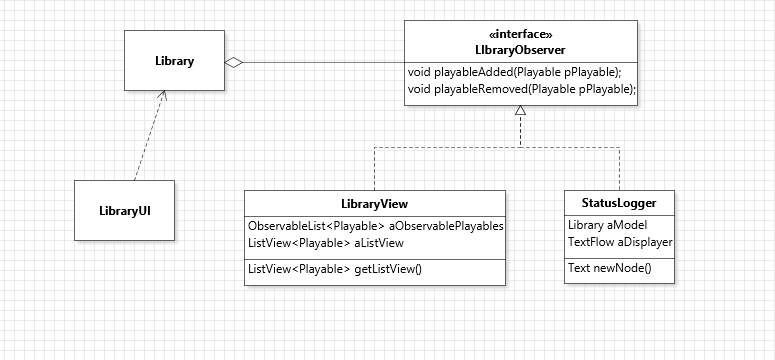 Library
«interface»
LIbraryObserver
void playableAdded(Playable pPlayable);
void playableRemoved(Playable pPlayable);
LibraryUI
LibraryView
ObservableList<Playable> aObservablePlayables
ListView<Playable> aListView
ListView<Playable> getListView()
StatusLogger
Library aModel
TextFlow aDisplayer
Text newNode()